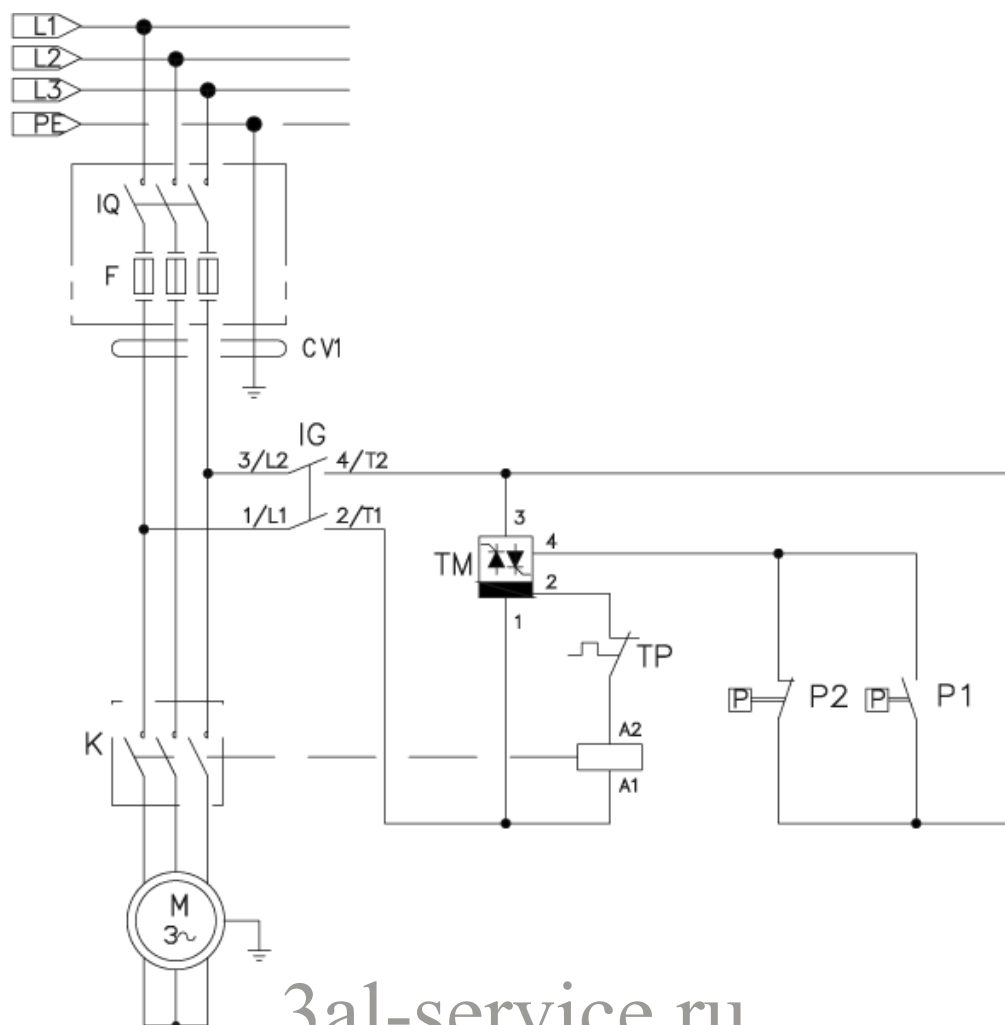 L1
L2
L3
PE
IQ
F
CV1
IG
3/L2 4/T2
1/L1 2/T1
3
TM
4
2
1
TP
P P2
P P1
K
A2
A1
M
3~
3al-service.ru